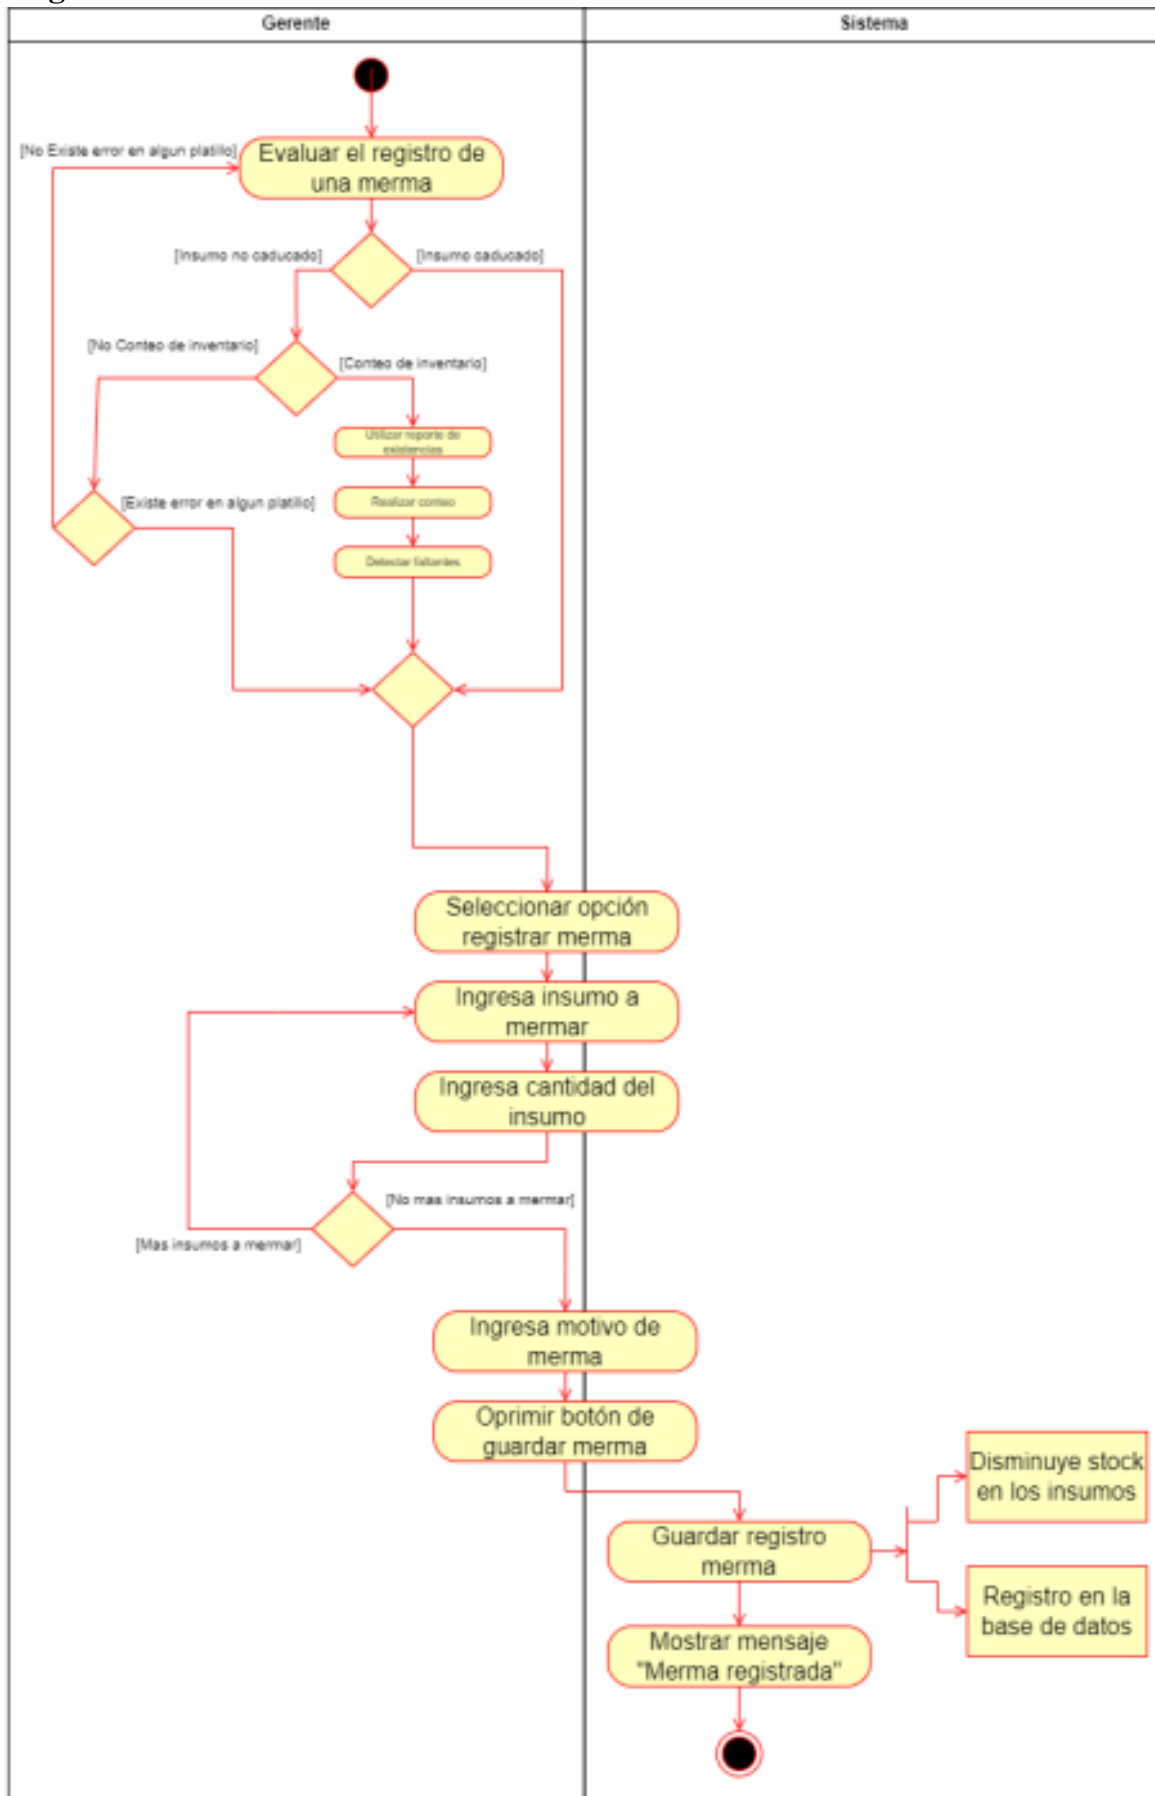 Gerente
Sistema
[No Existe error en algun platillo]
Evaluar el registro de
una merma
[Insumo no caducado]
[Insumo caducado]
[No Conteo de inventario]
[Conteo de inventario]
Utilizar reporte de
existencias
Realizar conteo
[Existe error en algun platillo]
Detectar faltantes
Seleccionar opción
registrar merma
Ingresa insumo a
mermar
Ingresa cantidad del
insumo
[No mas insumos a mermar]
[Mas insumos a mermar]
Ingresa motivo de
merma
Oprimir botón de
guardar merma
Disminuye stock
en los insumos
Guardar registro
merma
Registro en la
base de datos
Mostrar mensaje
"Merma registrada"